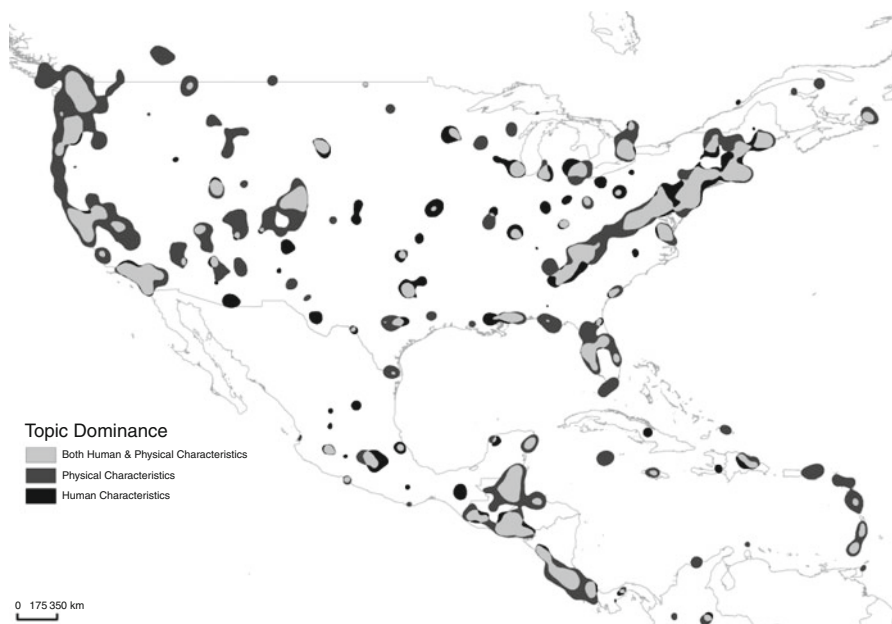 Topic Dominance
Both Human & Physical Characteristics
Physical Characteristics
Human Characteristics
0 175 350 km